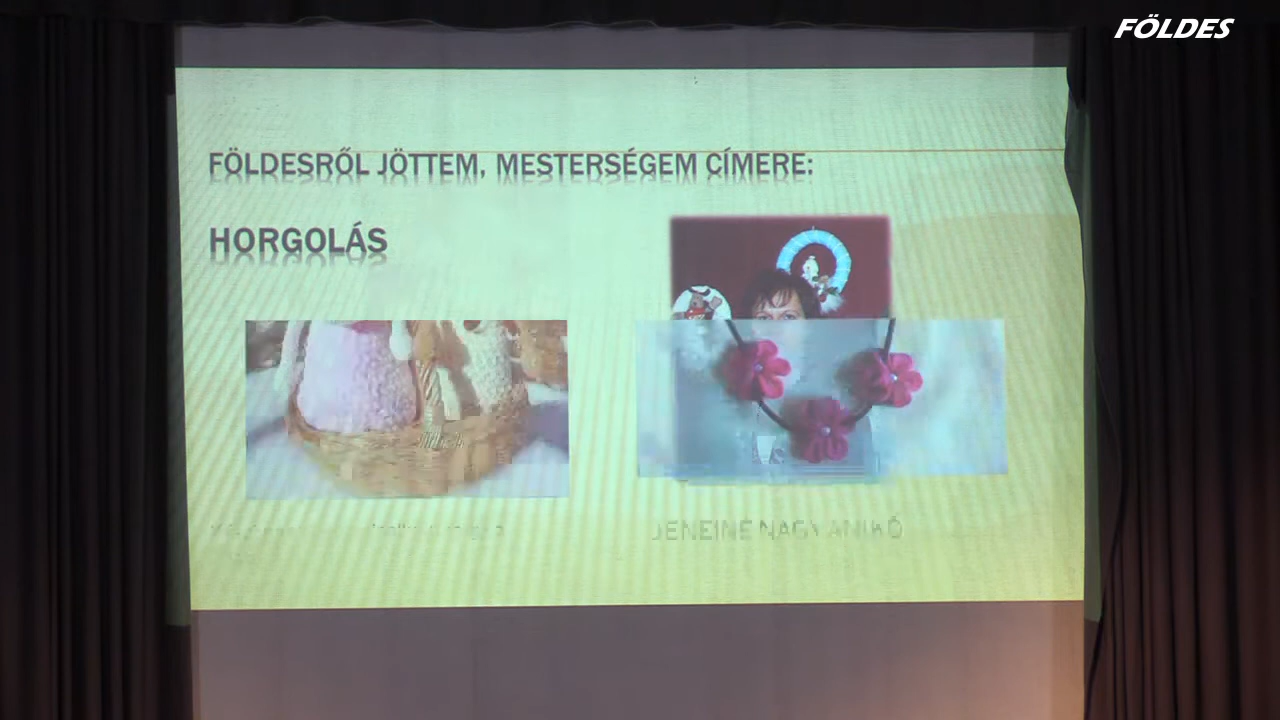 FÖLDES
FÖLDESRŐL JÖTTEM, MESTERSÉGEM CÍMERE:
HORGOLÁS
JENEINÉ NAGY ANIKÓ